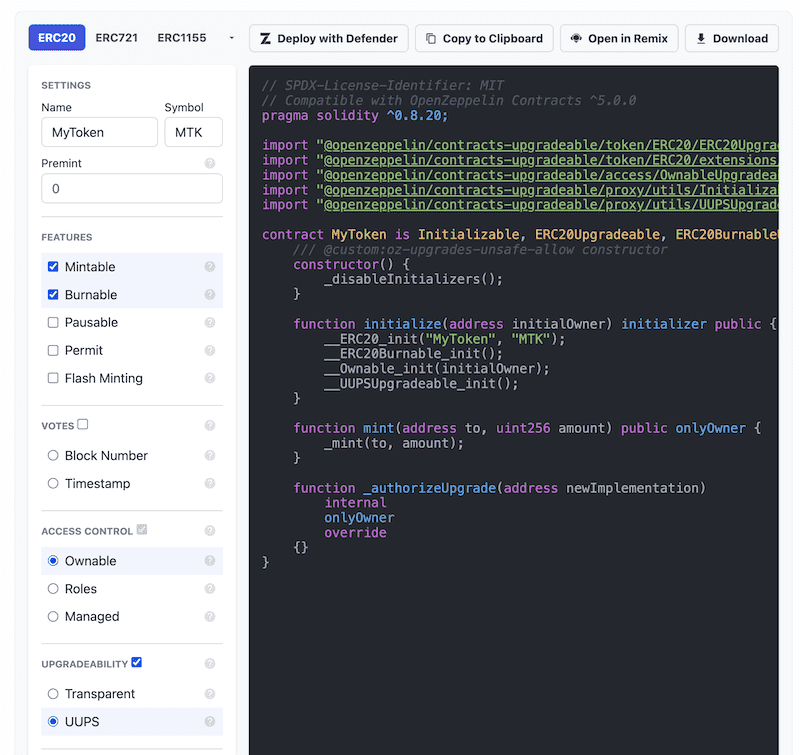 ERC20 ERC721 ERC1155
Deploy with Defender
Copy to Clipboard
Open in Remix
Download
SETTINGS
Name Symbol
MyToken MTK
Premint
0
FEATURES
Mintable
Burnable
Pausable
Permit
Flash Minting
VOTES
Block Number
Timestamp
ACCESS CONTROL
Ownable
Roles
Managed
UPGRADEABILITY
Transparent
UUPS
// SPDX-License-Identifier: MIT
// Compatible with OpenZeppelin Contracts ^5.0.0
pragma solidity ^0.8.20;
import "@openzeppelin/contracts-upgradeable/token/ERC20/ERC20Upgra
import "@openzeppelin/contracts-upgradeable/token/ERC20/extensions
import "@openzeppelin/contracts-upgradeable/access/OwnableUpgradea
import "@openzeppelin/contracts-upgradeable/proxy/utils/Initializa
import "@openzeppelin/contracts-upgradeable/proxy/utils/UUPSUpgrad
contract MyToken is Initializable, ERC20Upgradeable, ERC20Burnable
/// @custom:oz-upgrades-unsafe-allow constructor
constructor() {
_disableInitializers();
}
function initialize(address initialOwner) initializer public {
__ERC20_init("MyToken", "MTK");
__ERC20Burnable_init();
__Ownable_init(initialOwner);
__UUPSUpgradeable_init();
}
function mint(address to, uint256 amount) public onlyOwner {
_mint(to, amount);
}
function _authorizeUpgrade(address newImplementation)
internal
onlyOwner
override
{}
}